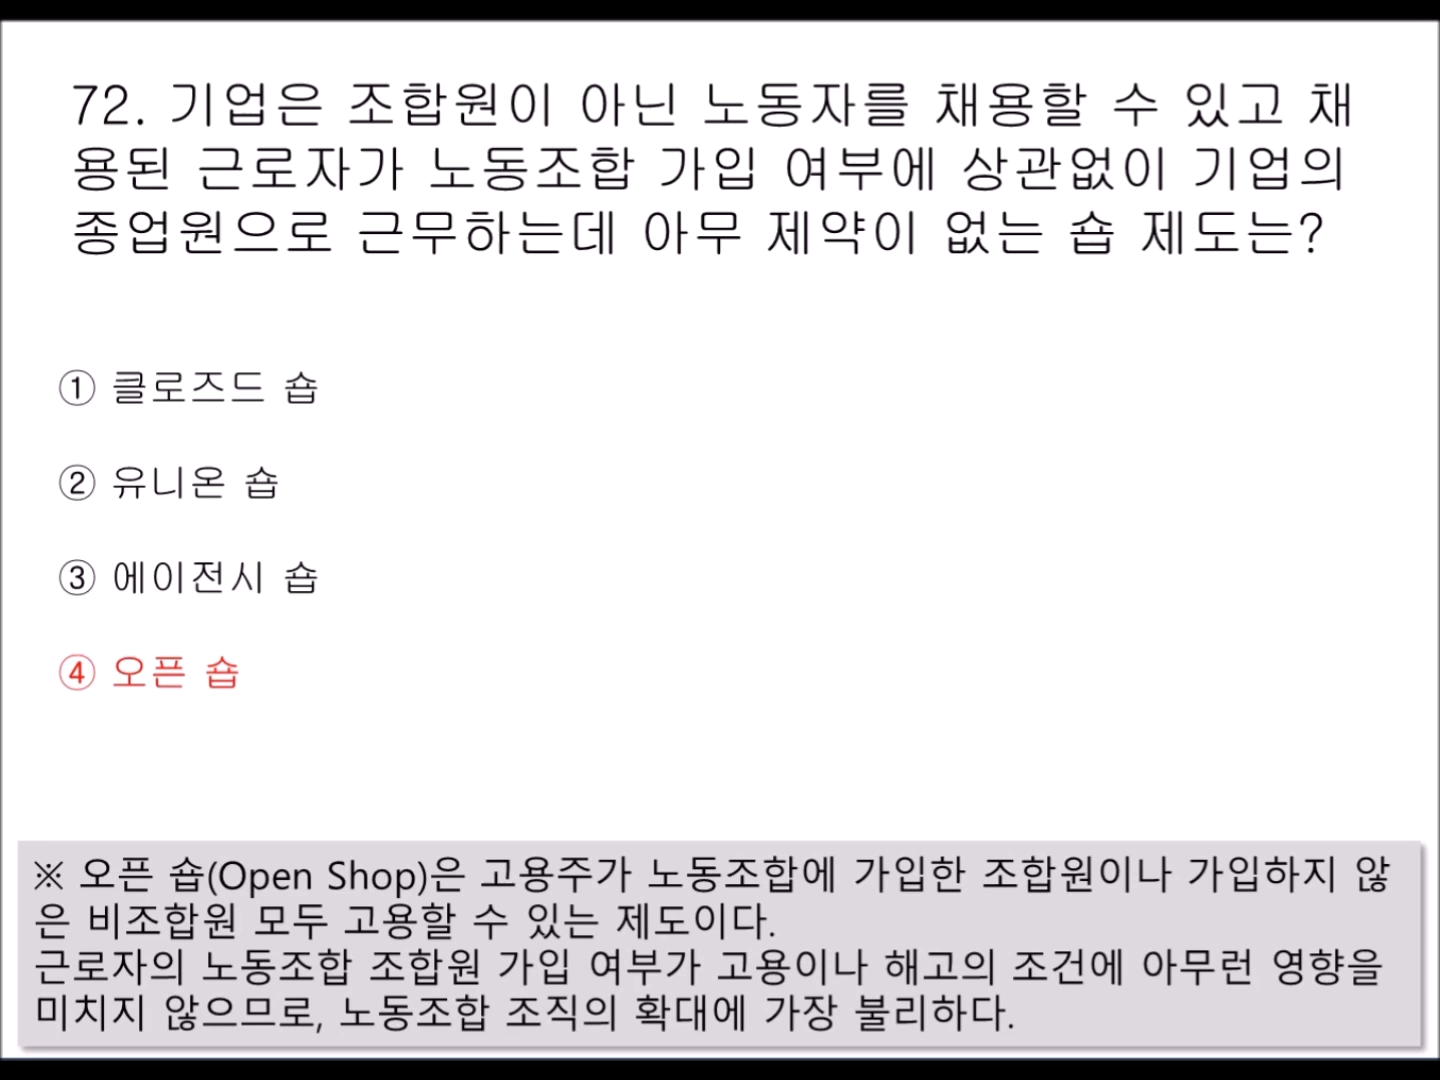 72. 기업은 조합원이 아닌 노동자를 채용할 수 있고 채
용된 근로자가 노동조합 가입 여부에 상관없이 기업의
종업원으로 근무하는데 아무 제약이 없는 숍 제도는?
① 클로즈드 숍
② 유니온 숍
③ 에이전시 숍
④ 오픈 숍
※ 오픈 숍(Open Shop)은 고용주가 노동조합에 가입한 조합원이나 가입하지 않
은 비조합원 모두 고용할 수 있는 제도이다.
근로자의 노동조합 조합원 가입 여부가 고용이나 해고의 조건에 아무런 영향을
미치지 않으므로, 노동조합 조직의 확대에 가장 불리하다.